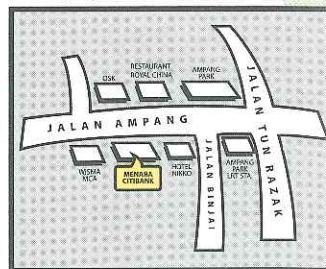 OSK
RESTAURANT
ROYAL CHINA
AMPANG
PARK
JALAN AMPANG
JALAN TUN RAZAK
WISMA
MCA
MENARA
CITIBANK
HOTEL
NIKKO
JALAN BINJAI
AMPANG
PARK
LRT STA.